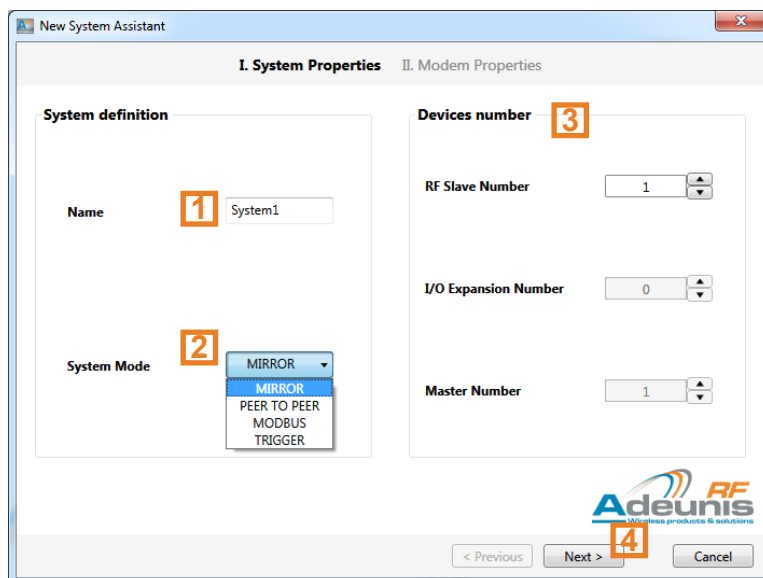 New System Assistant
I. System Properties II. Modem Properties
System definition
Name
1
System1
System Mode
2
MIRROR
MIRROR
PEER TO PEER
MODBUS
TRIGGER
Devices number
3
RF Slave Number
1
I/O Expansion Number
0
Master Number
1
Adeunis RF
Wireless products & solutions
4
< Previous
Next >
Cancel